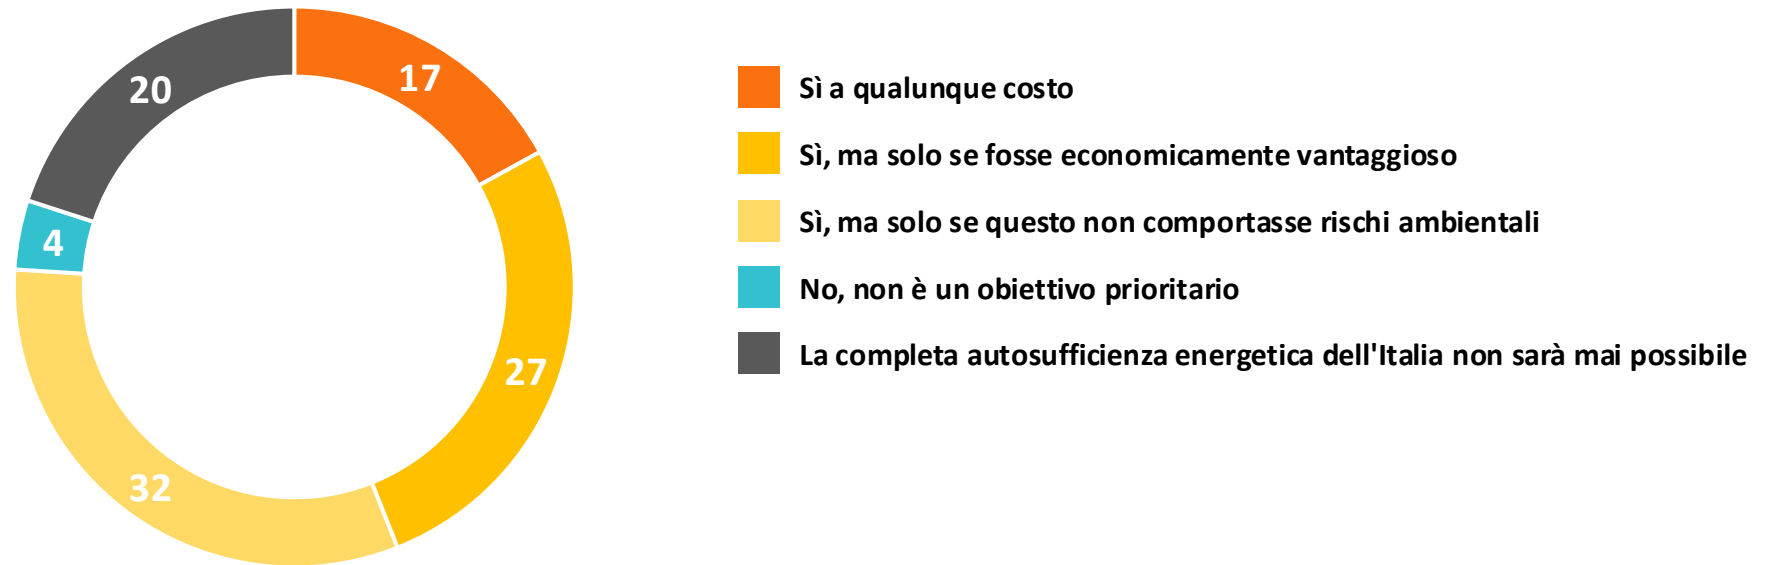 17
27
32
4
20
Sì a qualunque costo
Sì, ma solo se fosse economicamente vantaggioso
Sì, ma solo se questo non comportasse rischi ambientali
No, non è un obiettivo prioritario
La completa autosufficienza energetica dell'Italia non sarà mai possibile